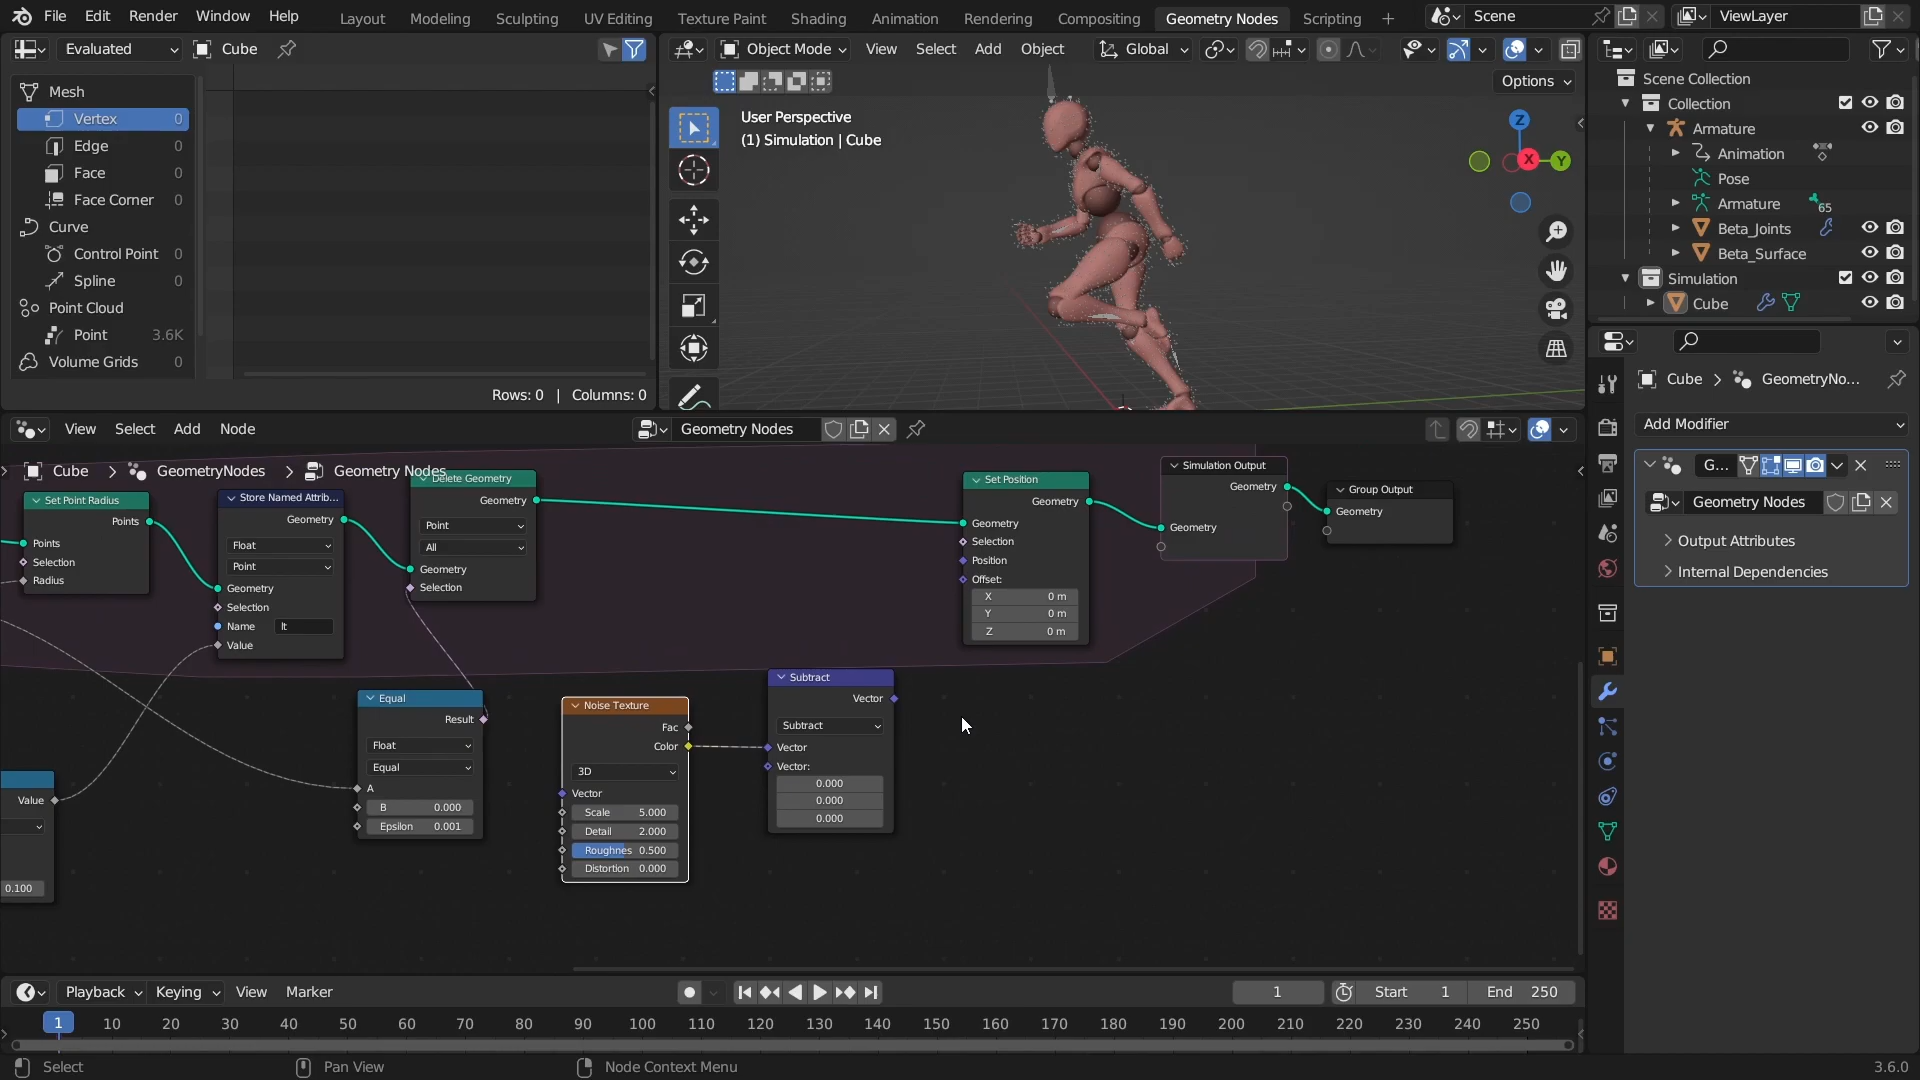 File Edit Render Window Help Layout Modeling Sculpting UV Editing Texture Paint Shading Animation Rendering Compositing Geometry Nodes Scripting + Scene ViewLayer
Evaluated Cube
Mesh
Vertex 0
Edge 0
Face 0
Face Corner 0
Curve
Control Point 0
Spline 0
Point Cloud
Point 3.6K
Volume Grids 0
Rows: 0 | Columns: 0
Object Mode View Select Add Object Global
Options
User Perspective
(1) Simulation | Cube
Z
X
Y
Scene Collection
Collection
Armature
Animation
Pose
Armature 65
Beta_Joints
Beta_Surface
Simulation
Cube
Cube > GeometryNo...
Add Modifier
G...
Geometry Nodes
Output Attributes
Internal Dependencies
View Select Add Node Geometry Nodes
Cube > GeometryNodes > Geometry Nodes
Set Point Radius
Points
Points
Selection
Radius
Store Named Attrib...
Geometry
Float
Point
Geometry
Selection
Name lt
Value
Delete Geometry
Geometry
Point
All
Geometry
Selection
Set Position
Geometry
Geometry
Selection
Position
Offset:
X 0 m
Y 0 m
Z 0 m
Simulation Output
Geometry
Geometry
Group Output
Geometry
Value
0.100
Equal
Result
Float
Equal
A
B 0.000
Epsilon 0.001
Noise Texture
Fac
Color
3D
Vector
Scale 5.000
Detail 2.000
Roughnes 0.500
Distortion 0.000
Subtract
Vector
Subtract
Vector
Vector:
0.000
0.000
0.000
Playback Keying View Marker 1 Start 1 End 250
1 10 20 30 40 50 60 70 80 90 100 110 120 130 140 150 160 170 180 190 200 210 220 230 240 250
Select Pan View Node Context Menu 3.6.0